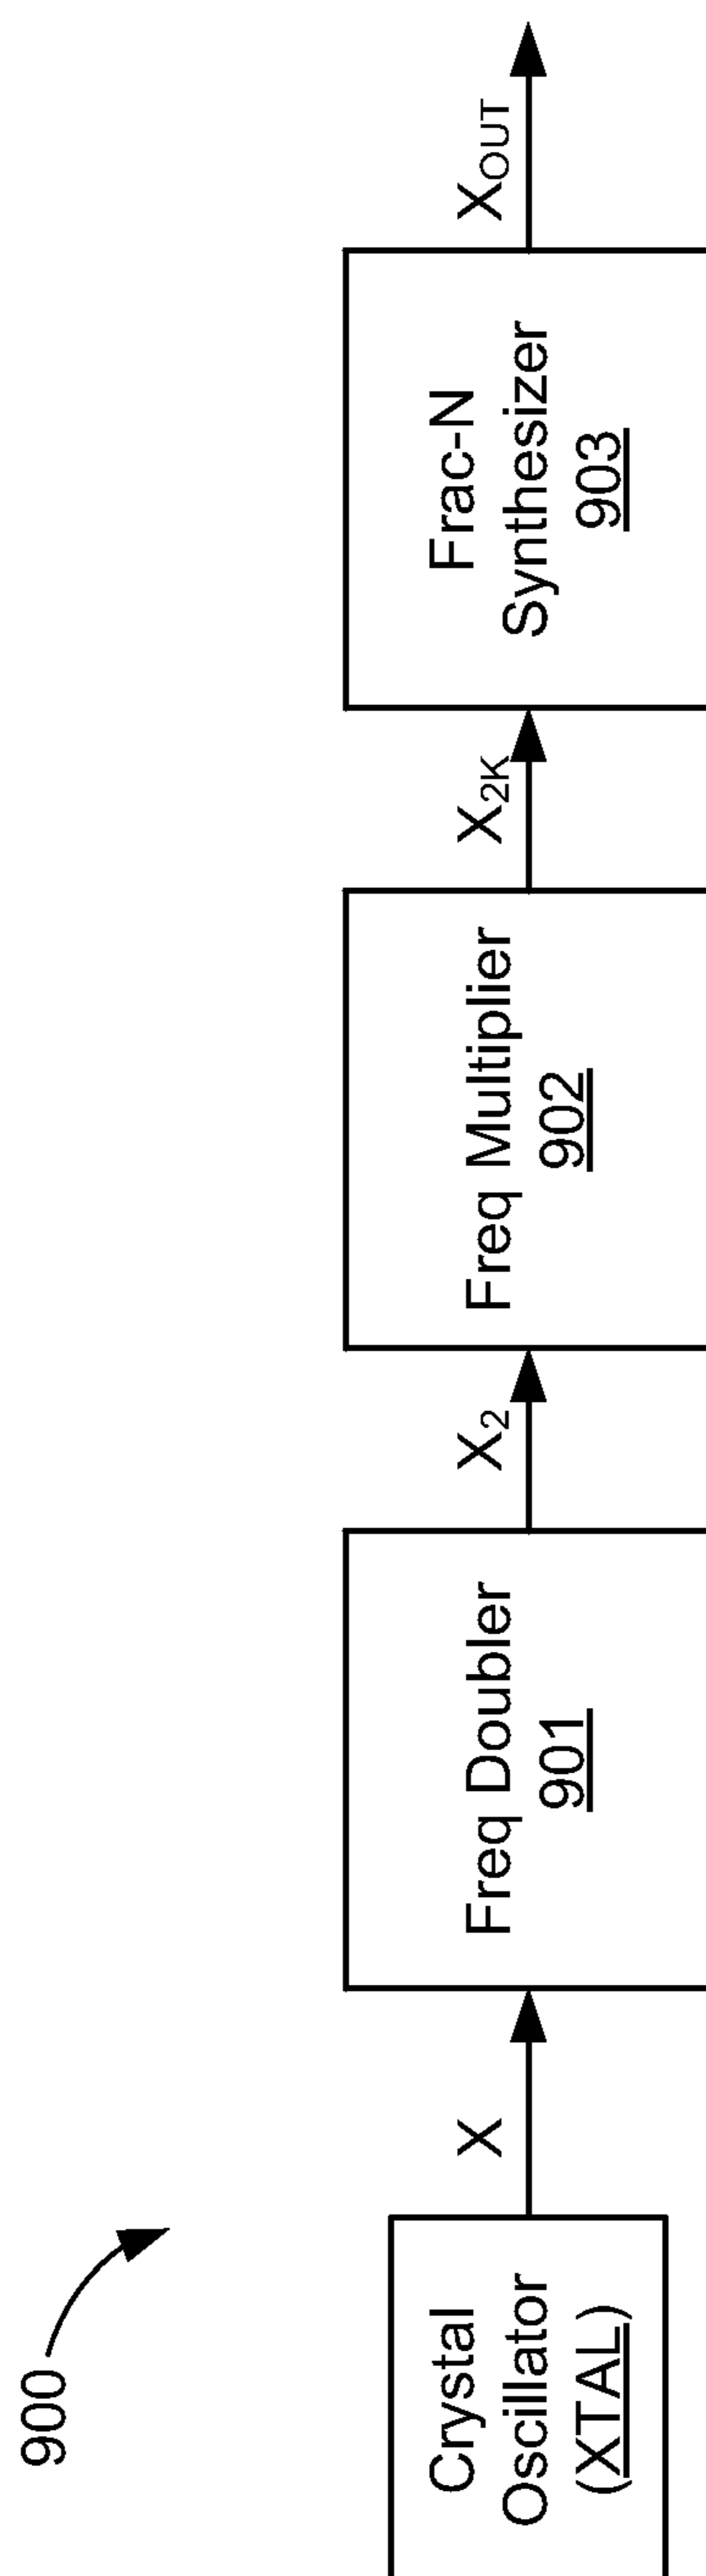 900
Crystal
Oscillator
(XTAL)
X
Freq Doubler
901
X2
Freq Multiplier
902
X2K
Frac-N
Synthesizer
903
XOUT